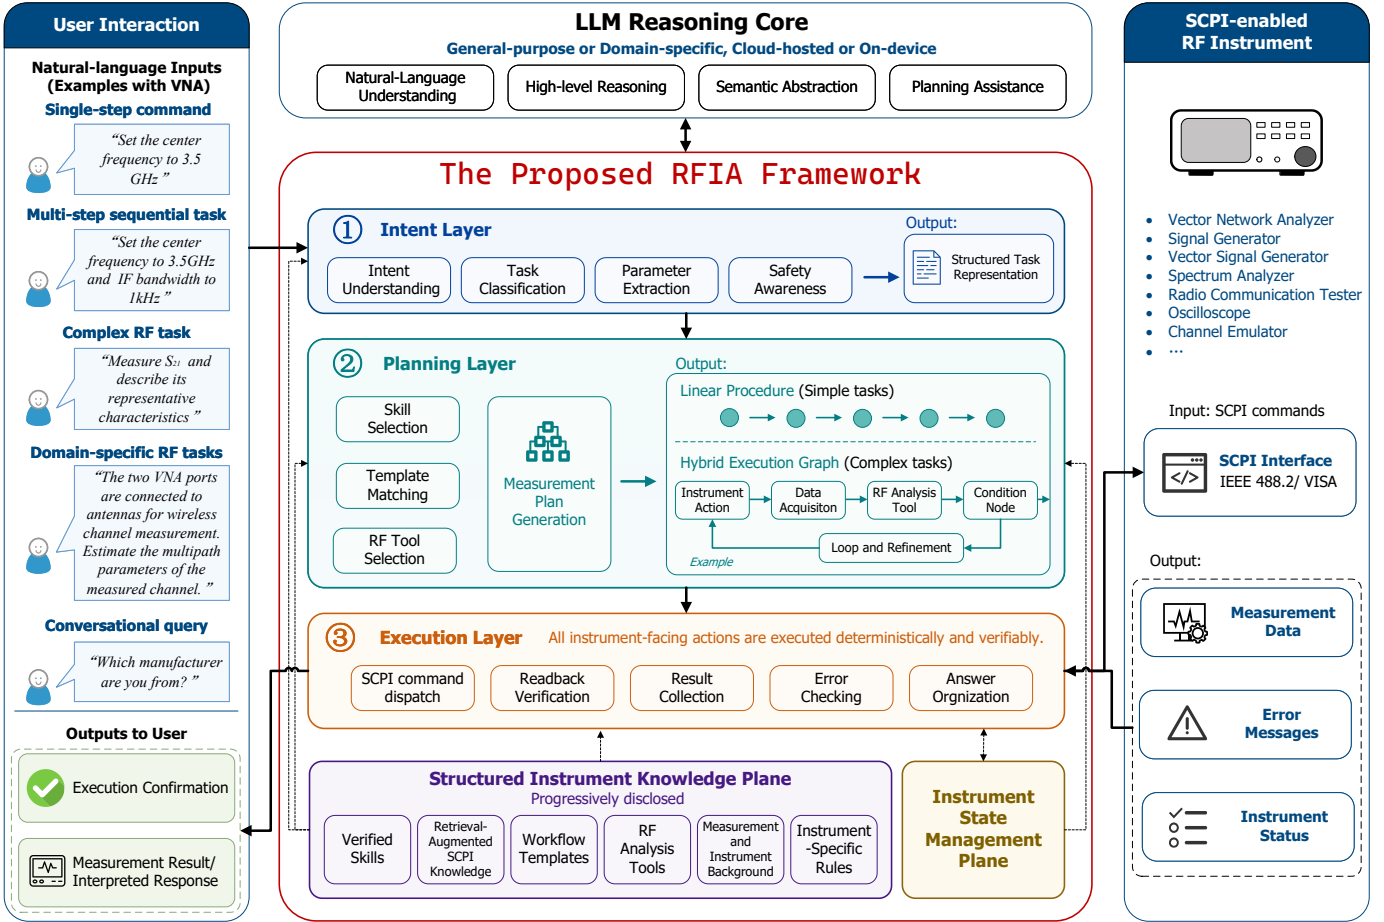 User Interaction
Natural-language Inputs
(Examples with VNA)
Single-step command
“Set the center
frequency to 3.5
GHz ”
Multi-step sequential task
“Set the center
frequency to 3.5GHz
and IF bandwidth to
1kHz ”
Complex RF task
“Measure S21 and
describe its
representative
characteristics ”
Domain-specific RF tasks
“The two VNA ports
are connected to
antennas for wireless
channel measurement.
Estimate the multipath
parameters of the
measured channel. ”
Conversational query
“Which manufacturer
are you from? ”
Outputs to User
Execution Confirmation
Measurement Result/
Interpreted Response
LLM Reasoning Core
General-purpose or Domain-specific, Cloud-hosted or On-device
Natural-Language
Understanding
High-level Reasoning
Semantic Abstraction
Planning Assistance
The Proposed RFIA Framework
① Intent Layer
Intent
Understanding
Task
Classification
Parameter
Extraction
Safety
Awareness
Output:
Structured Task
Representation
② Planning Layer
Skill
Selection
Template
Matching
RF Tool
Selection
Measurement
Plan
Generation
Output:
Linear Procedure (Simple tasks)
Hybrid Execution Graph (Complex tasks)
Instrument
Action
Data
Acquisiton
RF Analysis
Tool
Condition
Node
Loop and Refinement
Example
③ Execution Layer
All instrument-facing actions are executed deterministically and verifiably.
SCPI command
dispatch
Readback
Verification
Result
Collection
Error
Checking
Answer
Orgnization
Structured Instrument Knowledge Plane
Progressively disclosed
Verified
Skills
Retrieval-
Augmented
SCPI
Knowledge
Workflow
Templates
RF
Analysis
Tools
Measurement
and
Instrument
Background
Instrument
-Specific
Rules
Instrument
State
Management
Plane
SCPI-enabled
RF Instrument
• Vector Network Analyzer
• Signal Generator
• Vector Signal Generator
• Spectrum Analyzer
• Radio Communication Tester
• Oscilloscope
• Channel Emulator
• ...
Input: SCPI commands
</>
SCPI Interface
IEEE 488.2/ VISA
Output:
Measurement
Data
Error
Messages
Instrument
Status